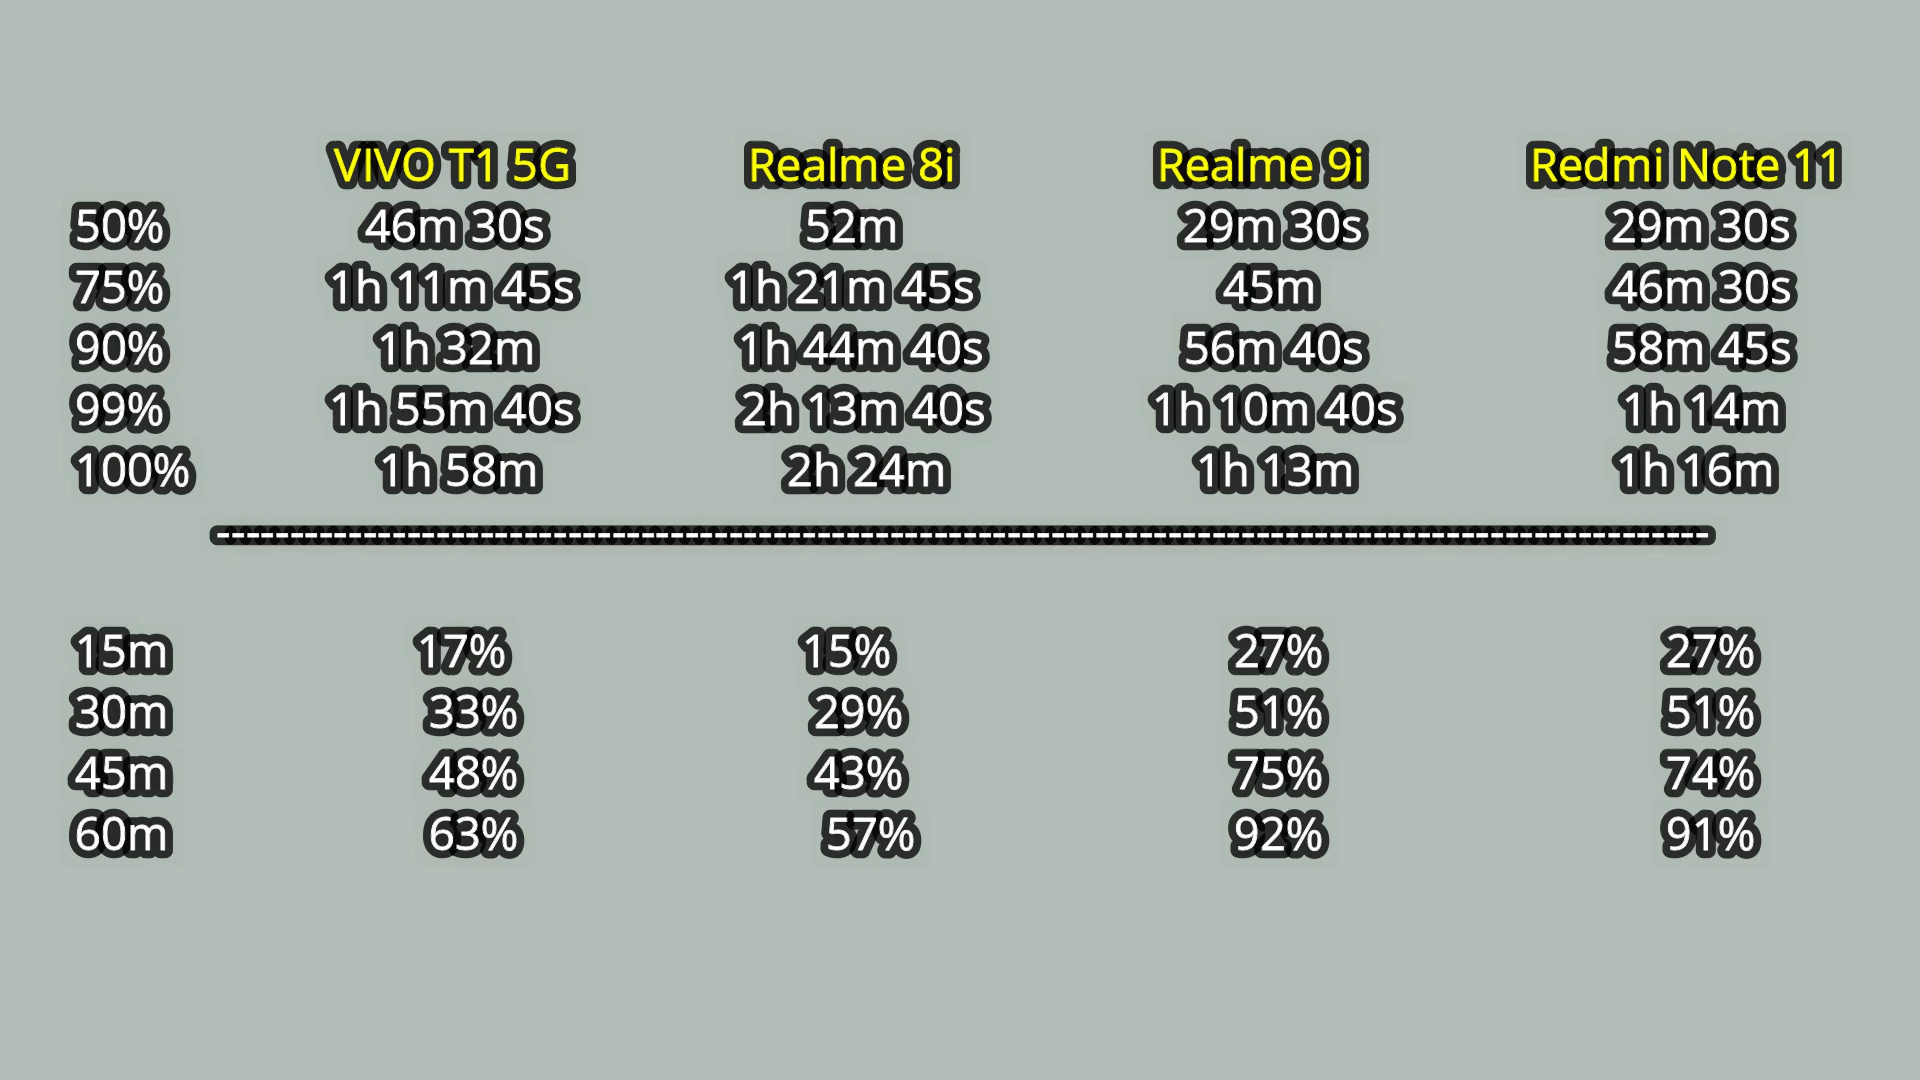 VIVO T1 5G Realme 8i Realme 9i Redmi Note 11
50% 46m 30s 52m 29m 30s 29m 30s
75% 1h 11m 45s 1h 21m 45s 45m 46m 30s
90% 1h 32m 1h 44m 40s 56m 40s 58m 45s
99% 1h 55m 40s 2h 13m 40s 1h 10m 40s 1h 14m
100% 1h 58m 2h 24m 1h 13m 1h 16m
15m 17% 15% 27% 27%
30m 33% 29% 51% 51%
45m 48% 43% 75% 74%
60m 63% 57% 92% 91%